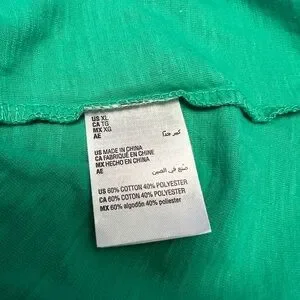 US XL
CA TG
MX XG
AE كبير جداً
US MADE IN CHINA
CA FABRIQUÉ EN CHINE
MX HECHO EN CHINA
AE صنع في الصين
US 60% COTTON 40% POLYESTER
CA 60% COTON 40% POLYESTER
MX 60% algodón 40% poliester